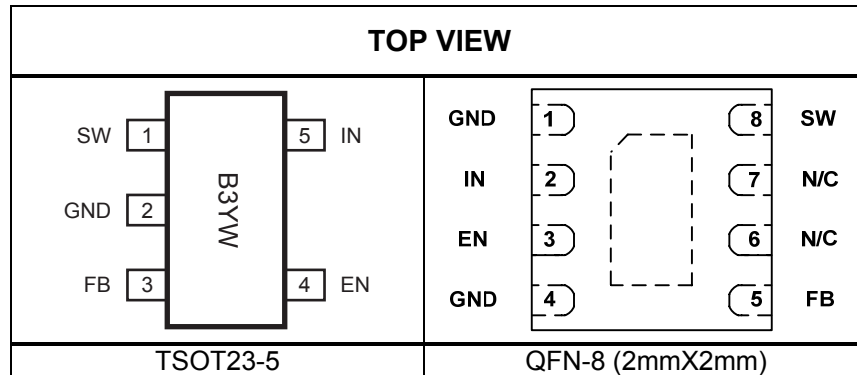 TOP VIEW
SW 1 5 IN
GND 2
FB 3 4 EN
B3YW
TSOT23-5
GND 1 8 SW
IN 2 7 N/C
EN 3 6 N/C
GND 4 5 FB
QFN-8 (2mmX2mm)